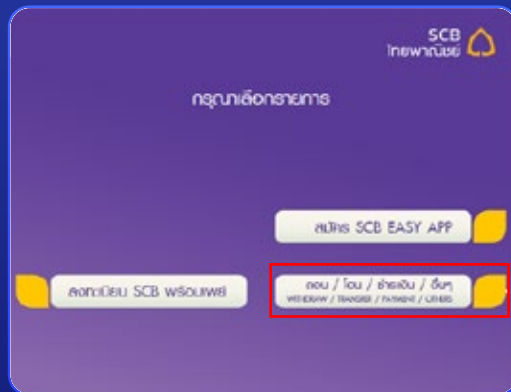 SCB
ไทยพาณิชย์
กรุณาเลือกรายการ
สมัคร SCB EASY APP
ลงทะเบียน SCB พร้อมเพย์
ถอน / โอน / ชำระเงิน / อื่นๆ
WITHDRAW / TRANSFER / PAYMENT / OTHERS